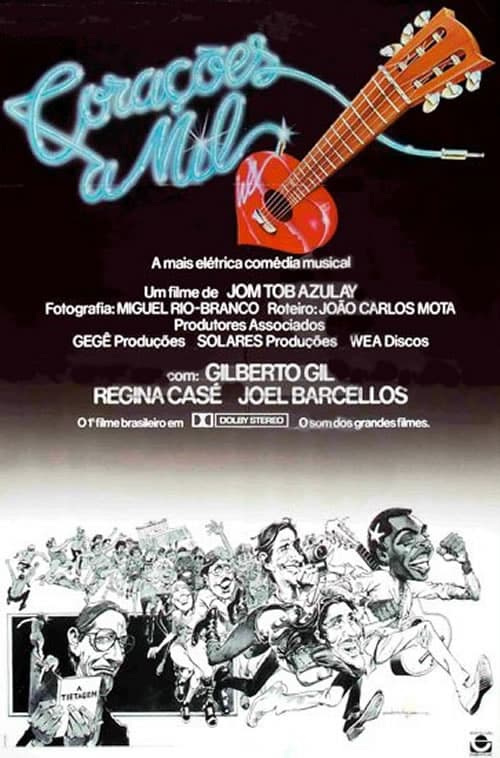 Corações
a Mil
A mais elétrica comédia musical
Um filme de JOM TOB AZULAY
Fotografia: MIGUEL RIO-BRANCO Roteiro: JOÃO CARLOS MOTA
Produtores Associados
GEGÊ Produções SOLARES Produções WEA Discos
com: GILBERTO GIL
REGINA CASÉ JOEL BARCELLOS
O 1º filme brasileiro em DOLBY STEREO O som dos grandes filmes.
A
TIETAGEM